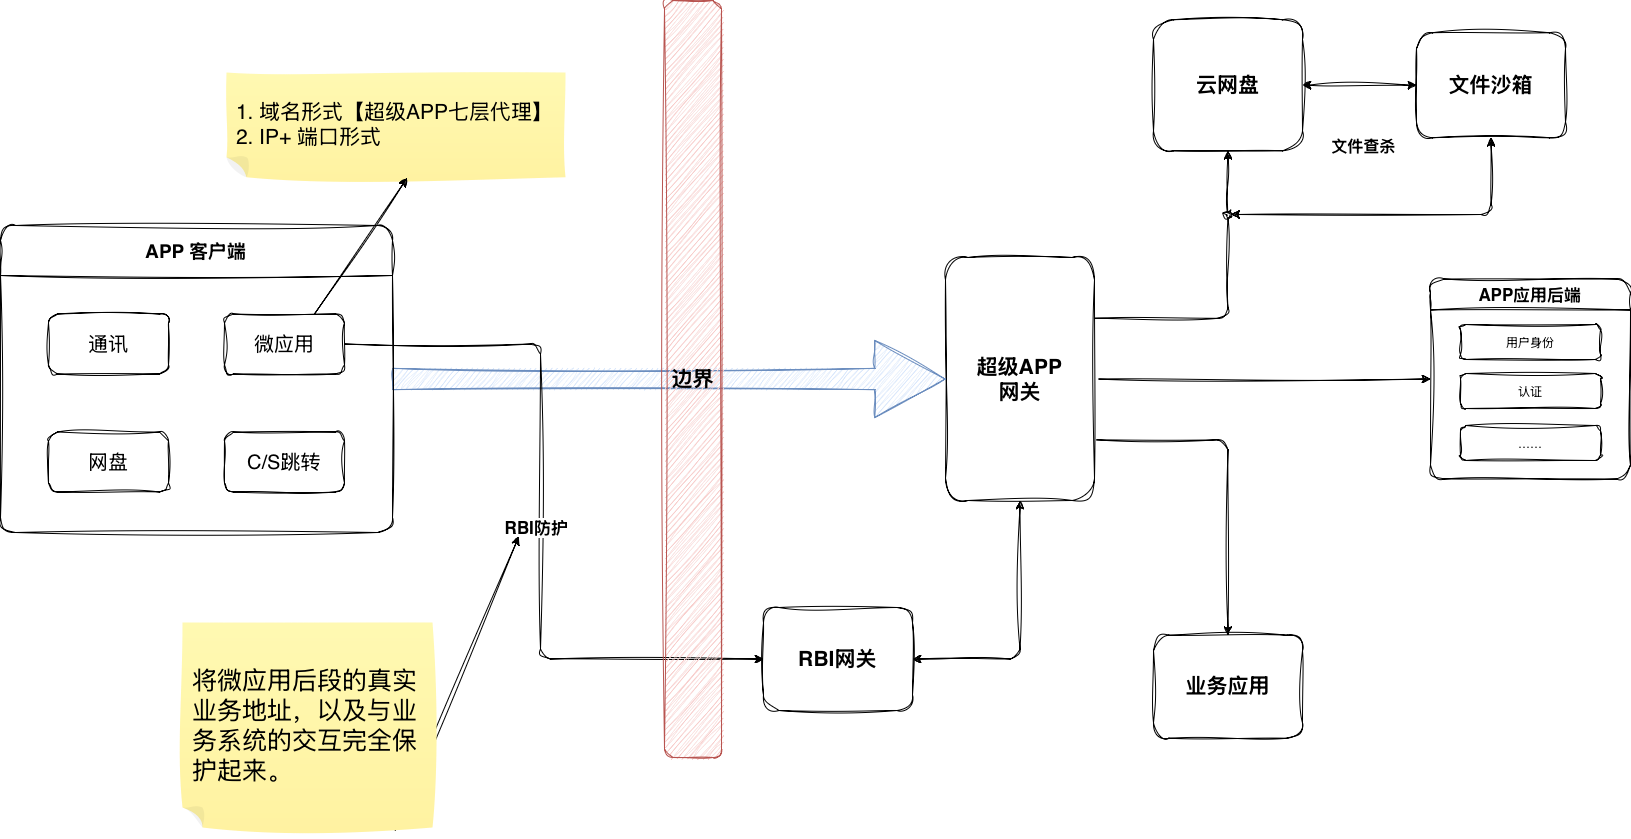 云网盘
文件沙箱
1. 域名形式【超级APP七层代理】
2. IP+ 端口形式
文件查杀
APP 客户端
APP应用后端
通讯
微应用
用户身份
超级APP
网关
边界
认证
......
网盘
C/S跳转
RBI防护
RBI网关
业务应用
将微应用后段的真实
业务地址，以及与业
务系统的交互完全保
护起来。